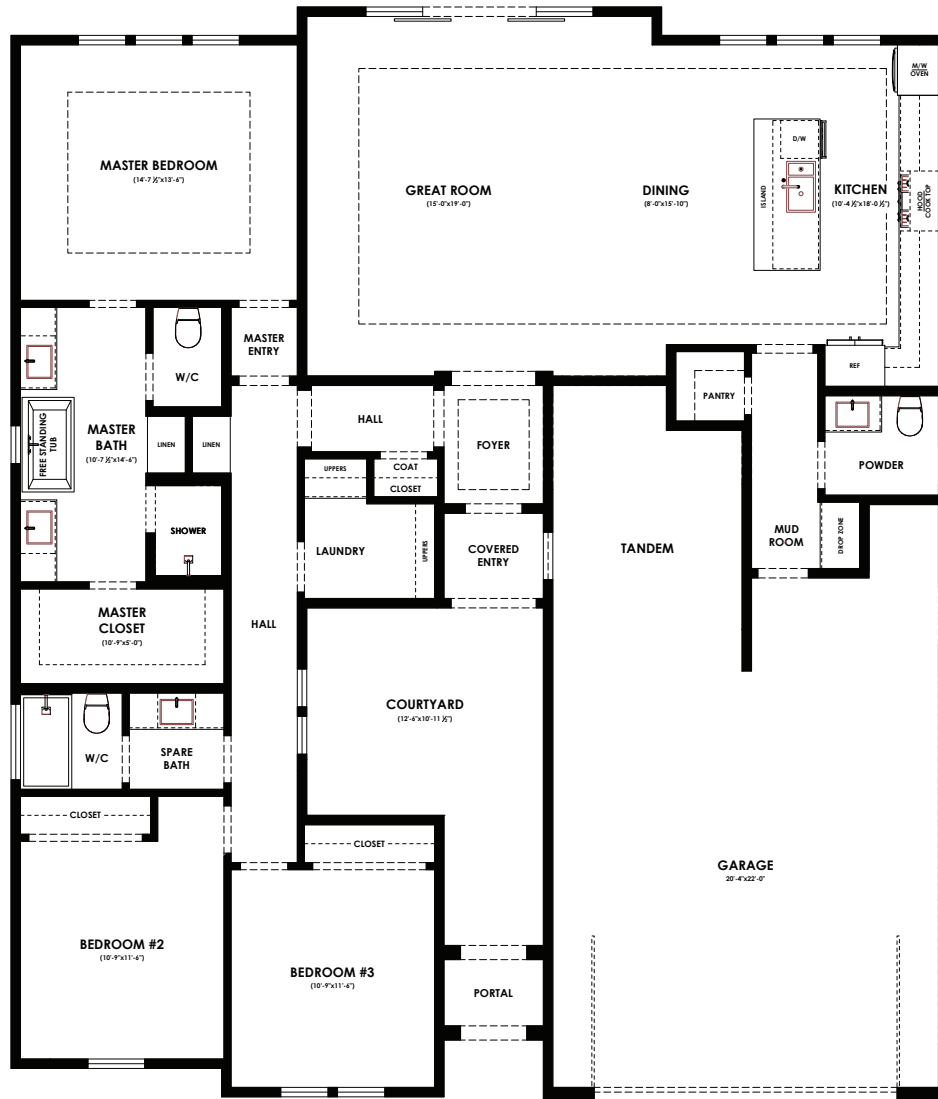 M/W
OVEN
D/W
MASTER BEDROOM
(14'-7 ½"x13'-6")
GREAT ROOM
(15'-0"x19'-0")
DINING
(8'-0"x15'-10")
ISLAND
KITCHEN
(10'-4 ½"x18'-0 ½")
HOOD
COOK TOP
MASTER
ENTRY
W/C
REF
PANTRY
HALL
FREE STANDING
TUB
MASTER
BATH
(10'-7 ½"x14'-6")
LINEN
LINEN
FOYER
UPPERS
COAT
CLOSET
POWDER
SHOWER
LAUNDRY
UPPERS
COVERED
ENTRY
TANDEM
MUD
ROOM
DROP ZONE
MASTER
CLOSET
(10'-9"x5'-0")
HALL
COURTYARD
(12'-6"x10'-11 ½")
W/C
SPARE
BATH
CLOSET
CLOSET
GARAGE
20'-4"x22'-0"
BEDROOM #2
(10'-9"x11'-6")
BEDROOM #3
(10'-9"x11'-6")
PORTAL